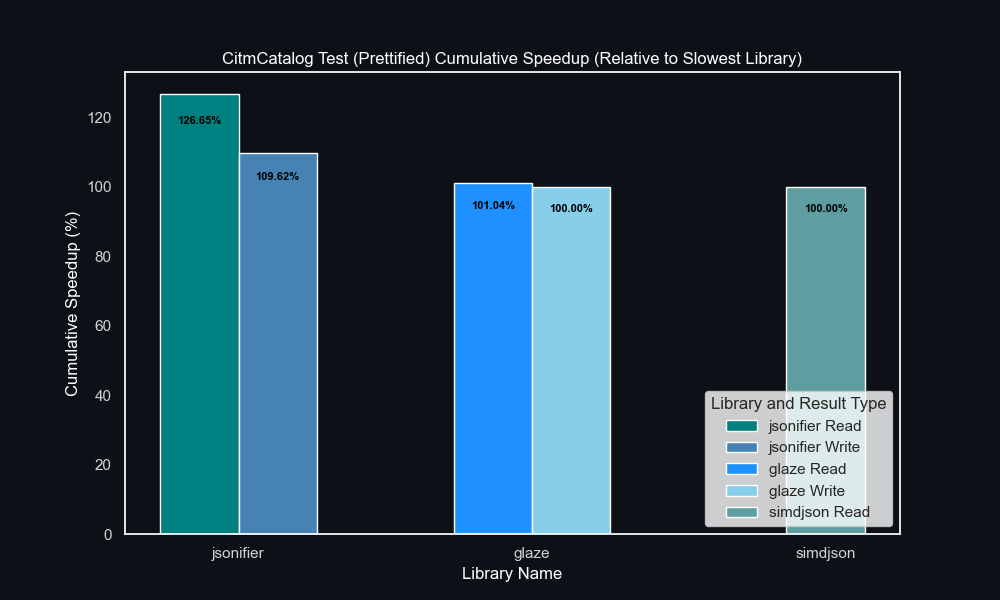 CitmCatalog Test (Prettified) Cumulative Speedup (Relative to Slowest Library)
Cumulative Speedup (%)
120
100
80
60
40
20
0
126.65%
109.62%
101.04%
100.00%
100.00%
Library and Result Type
jsonifier Read
jsonifier Write
glaze Read
glaze Write
simdjson Read
jsonifier
glaze
simdjson
Library Name